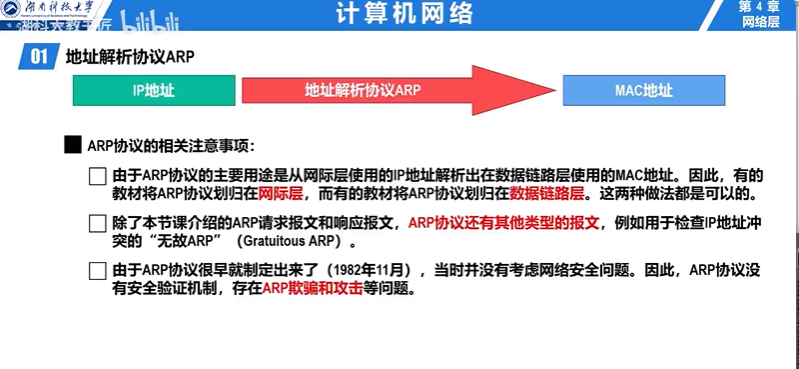 湖南科技大学
Hunan University of Science and Technology
湖科大教书匠
bilibili
计算机网络
第 4 章
网络层
01
地址解析协议ARP
IP地址
地址解析协议ARP
MAC地址
ARP协议的相关注意事项：
由于ARP协议的主要用途是从网际层使用的IP地址解析出在数据链路层使用的MAC地址。因此，有的
教材将ARP协议划归在网际层，而有的教材将ARP协议划归在数据链路层。这两种做法都是可以的。
除了本节课介绍的ARP请求报文和响应报文，ARP协议还有其他类型的报文，例如用于检查IP地址冲
突的“无故ARP”（Gratuitous ARP）。
由于ARP协议很早就制定出来了（1982年11月），当时并没有考虑网络安全问题。因此，ARP协议没
有安全验证机制，存在ARP欺骗和攻击等问题。